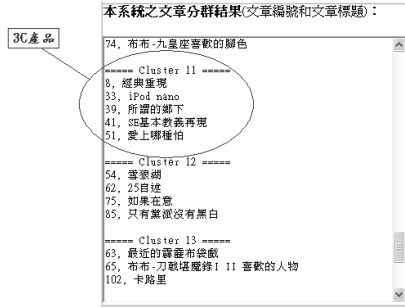 本系統之文章分群結果(文章編號和文章標題)：
3C產品
74, 布布-九皇座喜歡的腳色
===== Cluster 11 =====
8, 經典重現
33, iPod nano
39, 所謂的鄉下
41, SE基本教義再現
51, 愛上哪種怕
===== Cluster 12 =====
54, 雪狼湖
62, 25自述
75, 如果在意
85, 只有黨派沒有黑白
===== Cluster 13 =====
63, 最近的霹靂布袋戲
65, 布布-刀戟堪魔錄I II 喜歡的人物
102, 卡路里